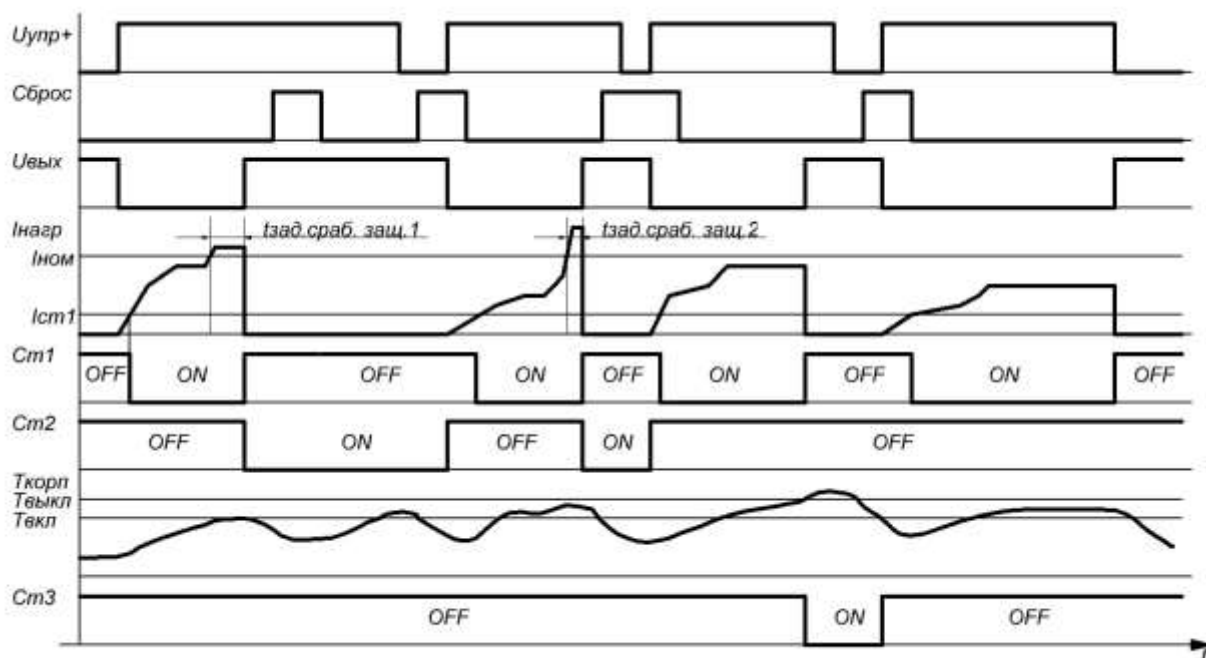 Uупр+
Сброс
Uвых
Iнагр
tзад.сраб. защ.1
tзад.сраб. защ.2
Iном
Iст1
Ст1
OFF
ON
OFF
ON
OFF
ON
OFF
ON
OFF
Ст2
OFF
ON
OFF
ON
OFF
Tкорп
Tвыкл
Tвкл
Ст3
OFF
ON
OFF
t